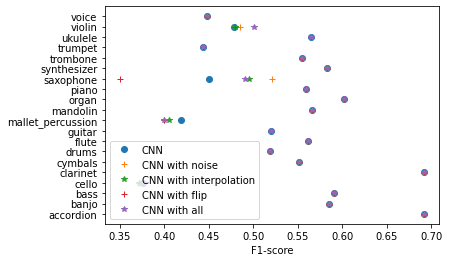 voice
violin
ukulele
trumpet
trombone
synthesizer
saxophone
piano
organ
mandolin
mallet_percussion
guitar
flute
drums
cymbals
clarinet
cello
bass
banjo
accordion
CNN
CNN with noise
CNN with interpolation
CNN with flip
CNN with all
0.35 0.40 0.45 0.50 0.55 0.60 0.65 0.70
F1-score